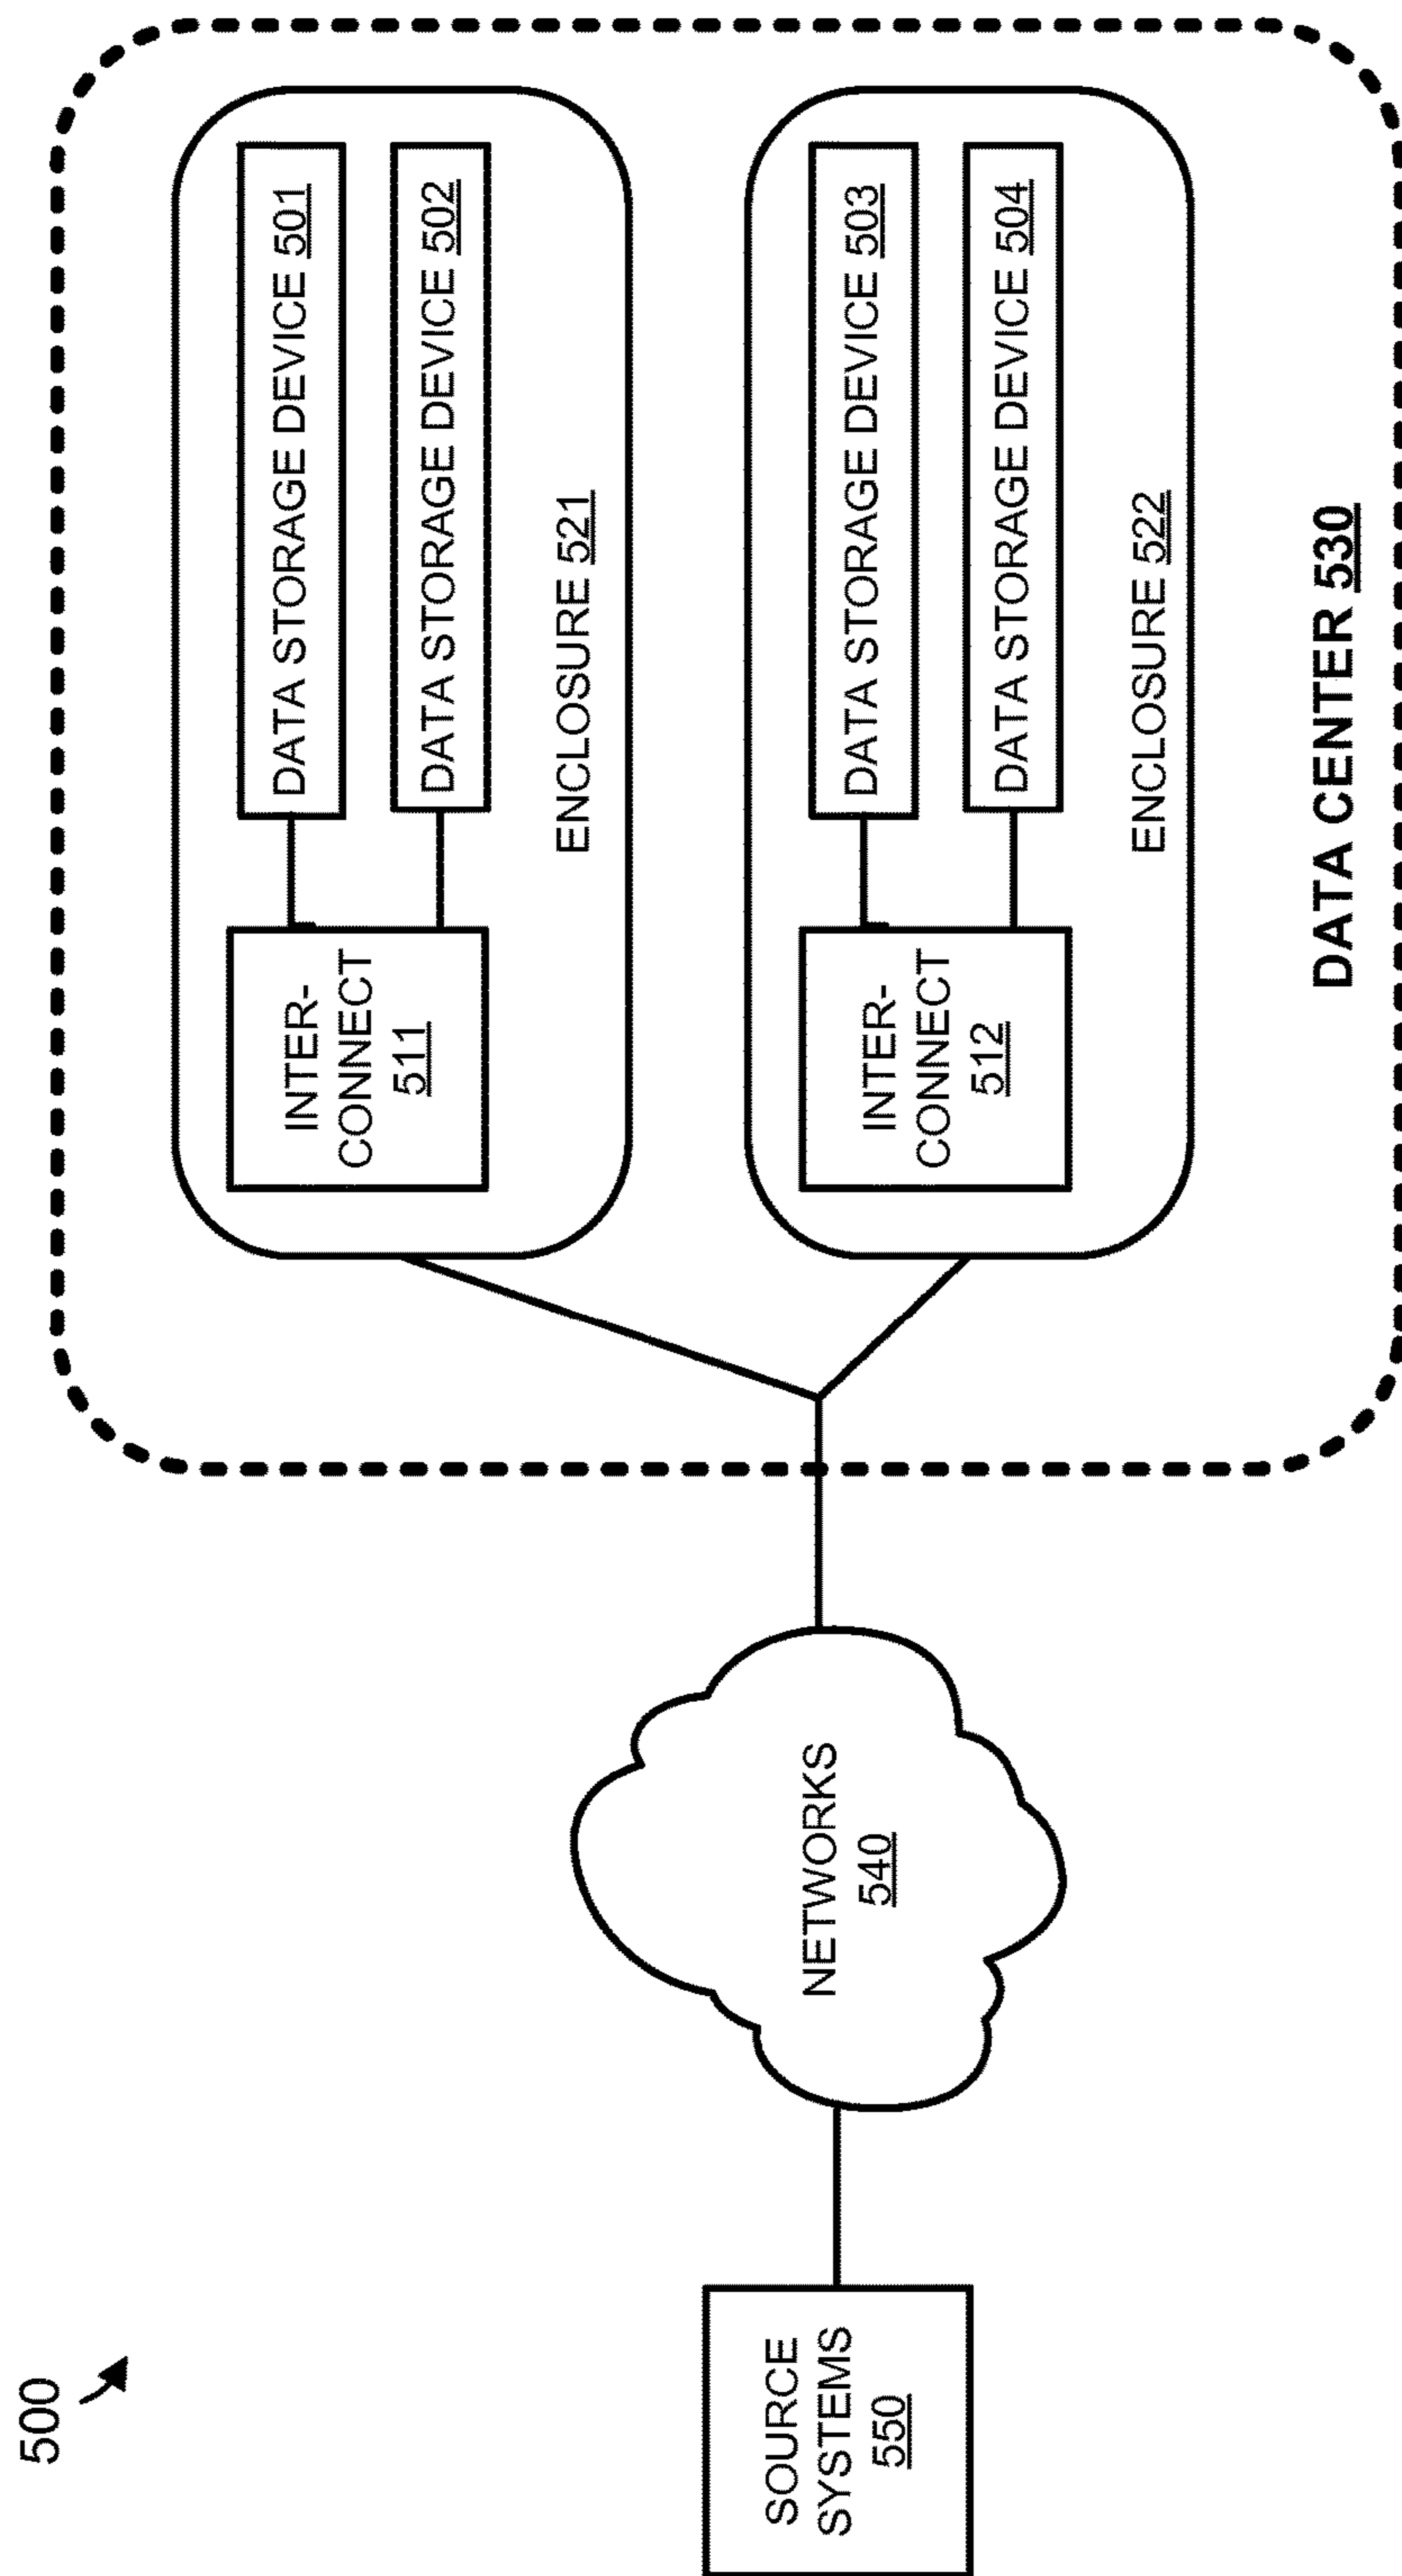 500
SOURCE
SYSTEMS
550
NETWORKS
540
INTER-
CONNECT
511
DATA STORAGE DEVICE 501
DATA STORAGE DEVICE 502
ENCLOSURE 521
INTER-
CONNECT
512
DATA STORAGE DEVICE 503
DATA STORAGE DEVICE 504
ENCLOSURE 522
DATA CENTER 530